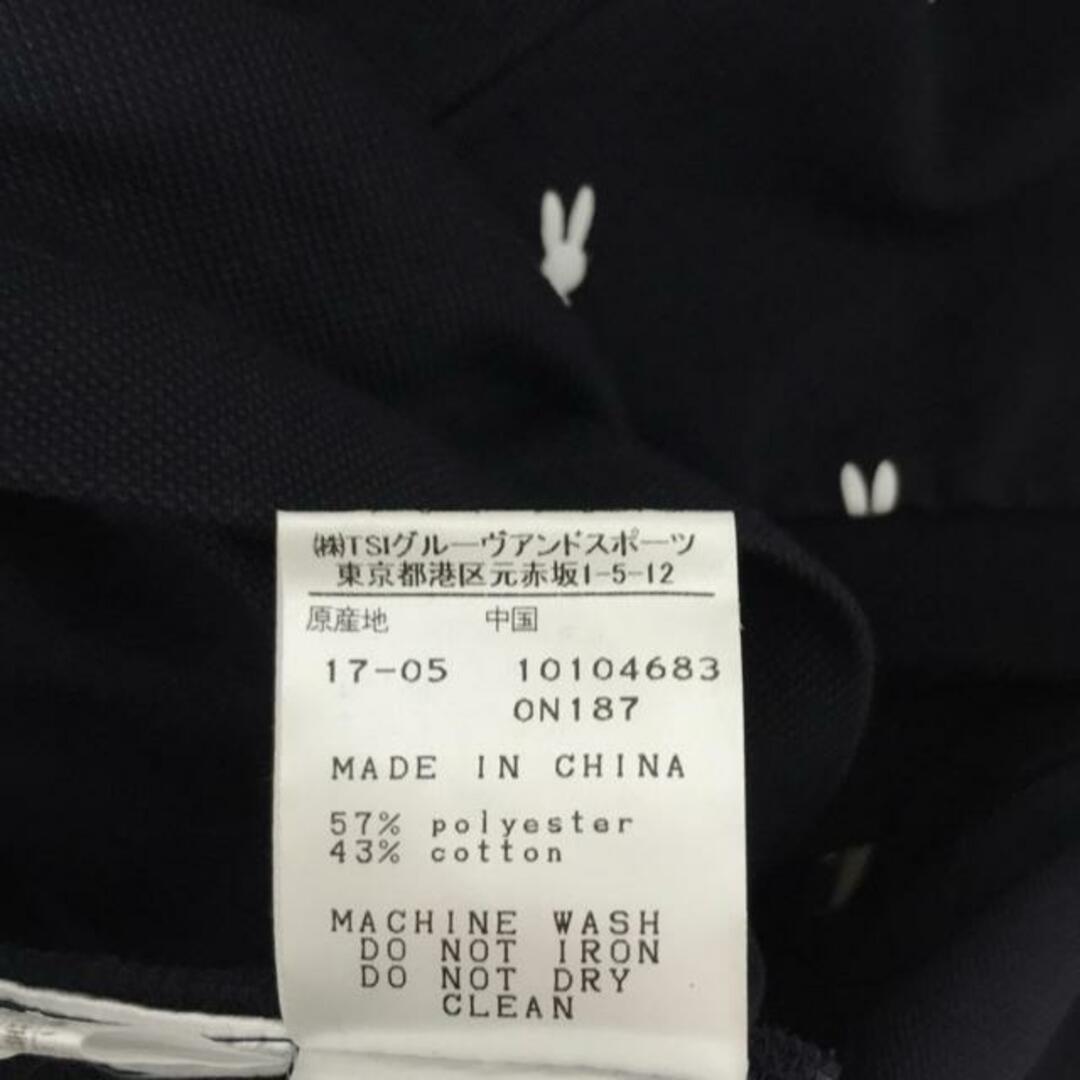 ㈱TSIグルーヴアンドスポーツ
東京都港区元赤坂1-5-12
原産地 中国
17-05 10104683
ON187
MADE IN CHINA
57% polyester
43% cotton
MACHINE WASH
DO NOT IRON
DO NOT DRY
CLEAN